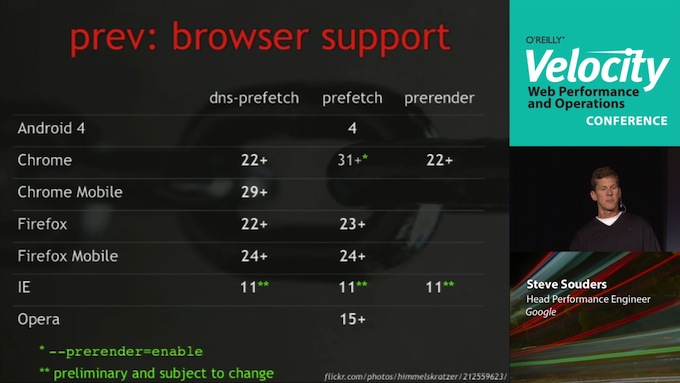 prev: browser support
dns-prefetch prefetch prerender
Android 4 4
Chrome 22+ 31+* 22+
Chrome Mobile 29+
Firefox 22+ 23+
Firefox Mobile 24+ 24+
IE 11** 11** 11**
Opera 15+
* --prerender=enable
** preliminary and subject to change
flickr.com/photos/himmelskratzer/212559623/
O'REILLY®
Velocity
Web Performance
and Operations
CONFERENCE
Steve Souders
Head Performance Engineer
Google